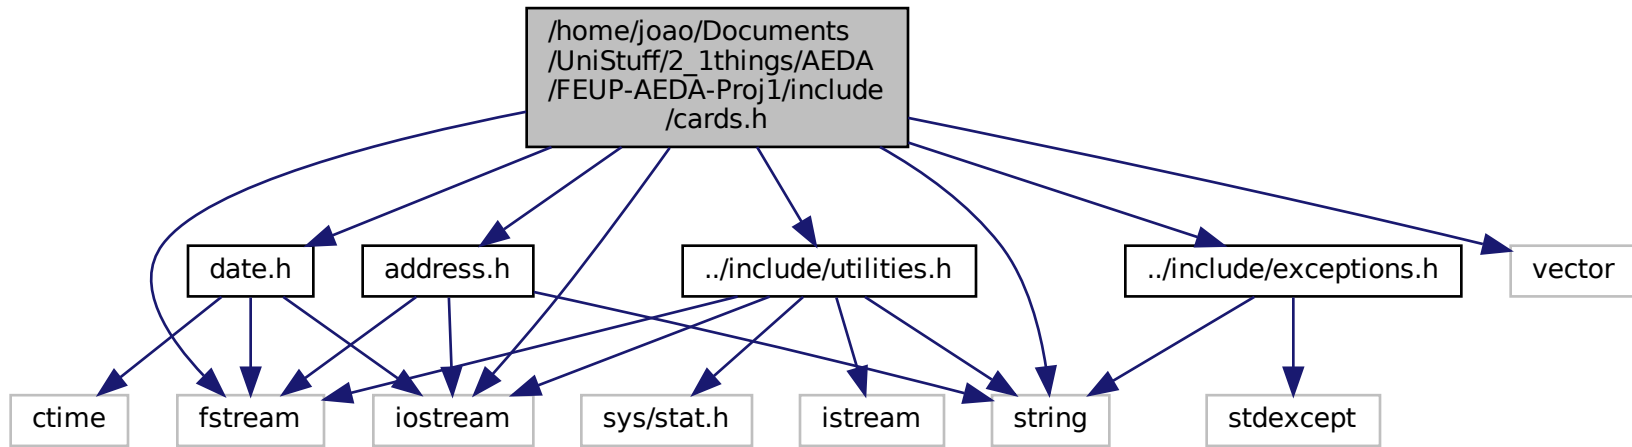 /home/joao/Documents
/UniStuff/2_1things/AEDA
/FEUP-AEDA-Proj1/include
/cards.h
date.h
address.h
../include/utilities.h
../include/exceptions.h
vector
ctime
fstream
iostream
sys/stat.h
istream
string
stdexcept